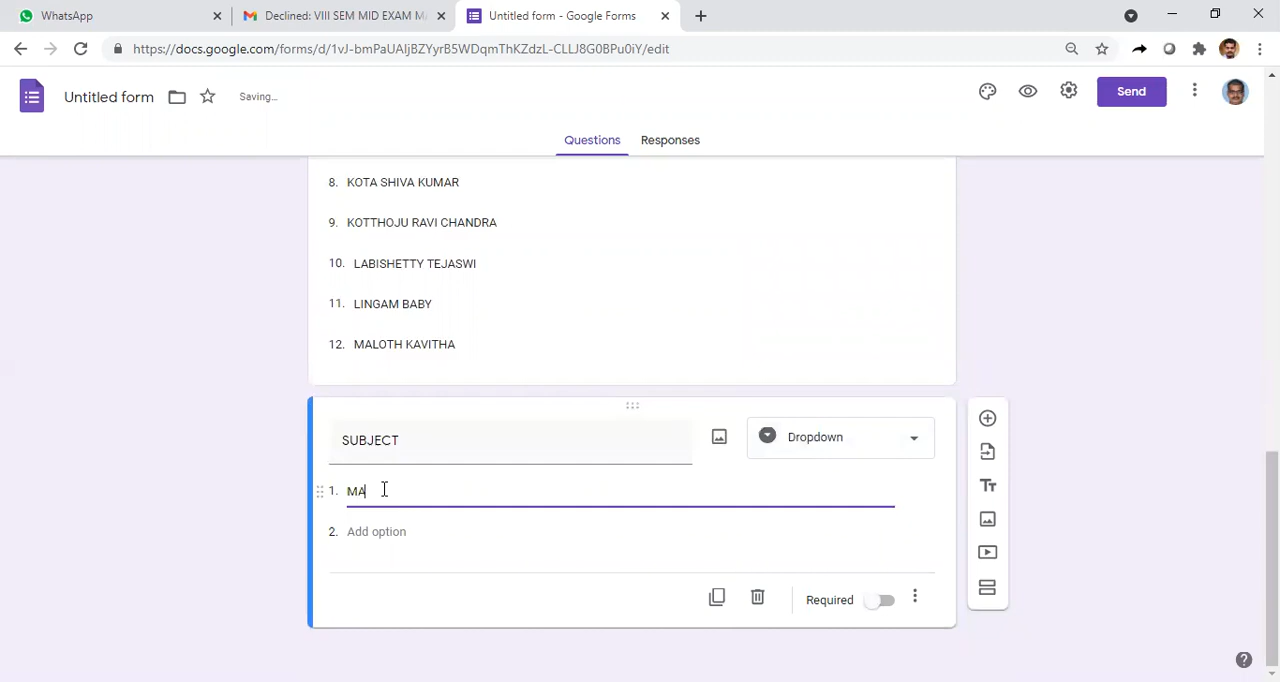 WhatsApp
Declined: VIII SEM MID EXAM MA
Untitled form - Google Forms
https://docs.google.com/forms/d/1vJ-bmPaUAIjBZYyrB5WDqmThKZdzL-CLLJ8G0BPu0iY/edit
Untitled form
Saving...
Send
Questions
Responses
8. KOTA SHIVA KUMAR
9. KOTTHOJU RAVI CHANDRA
10. LABISHETTY TEJASWI
11. LINGAM BABY
12. MALOTH KAVITHA
SUBJECT
Dropdown
1. MA
2. Add option
Required